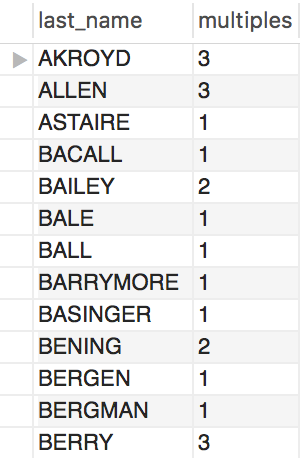 last_name multiples
AKROYD 3
ALLEN 3
ASTAIRE 1
BACALL 1
BAILEY 2
BALE 1
BALL 1
BARRYMORE 1
BASINGER 1
BENING 2
BERGEN 1
BERGMAN 1
BERRY 3